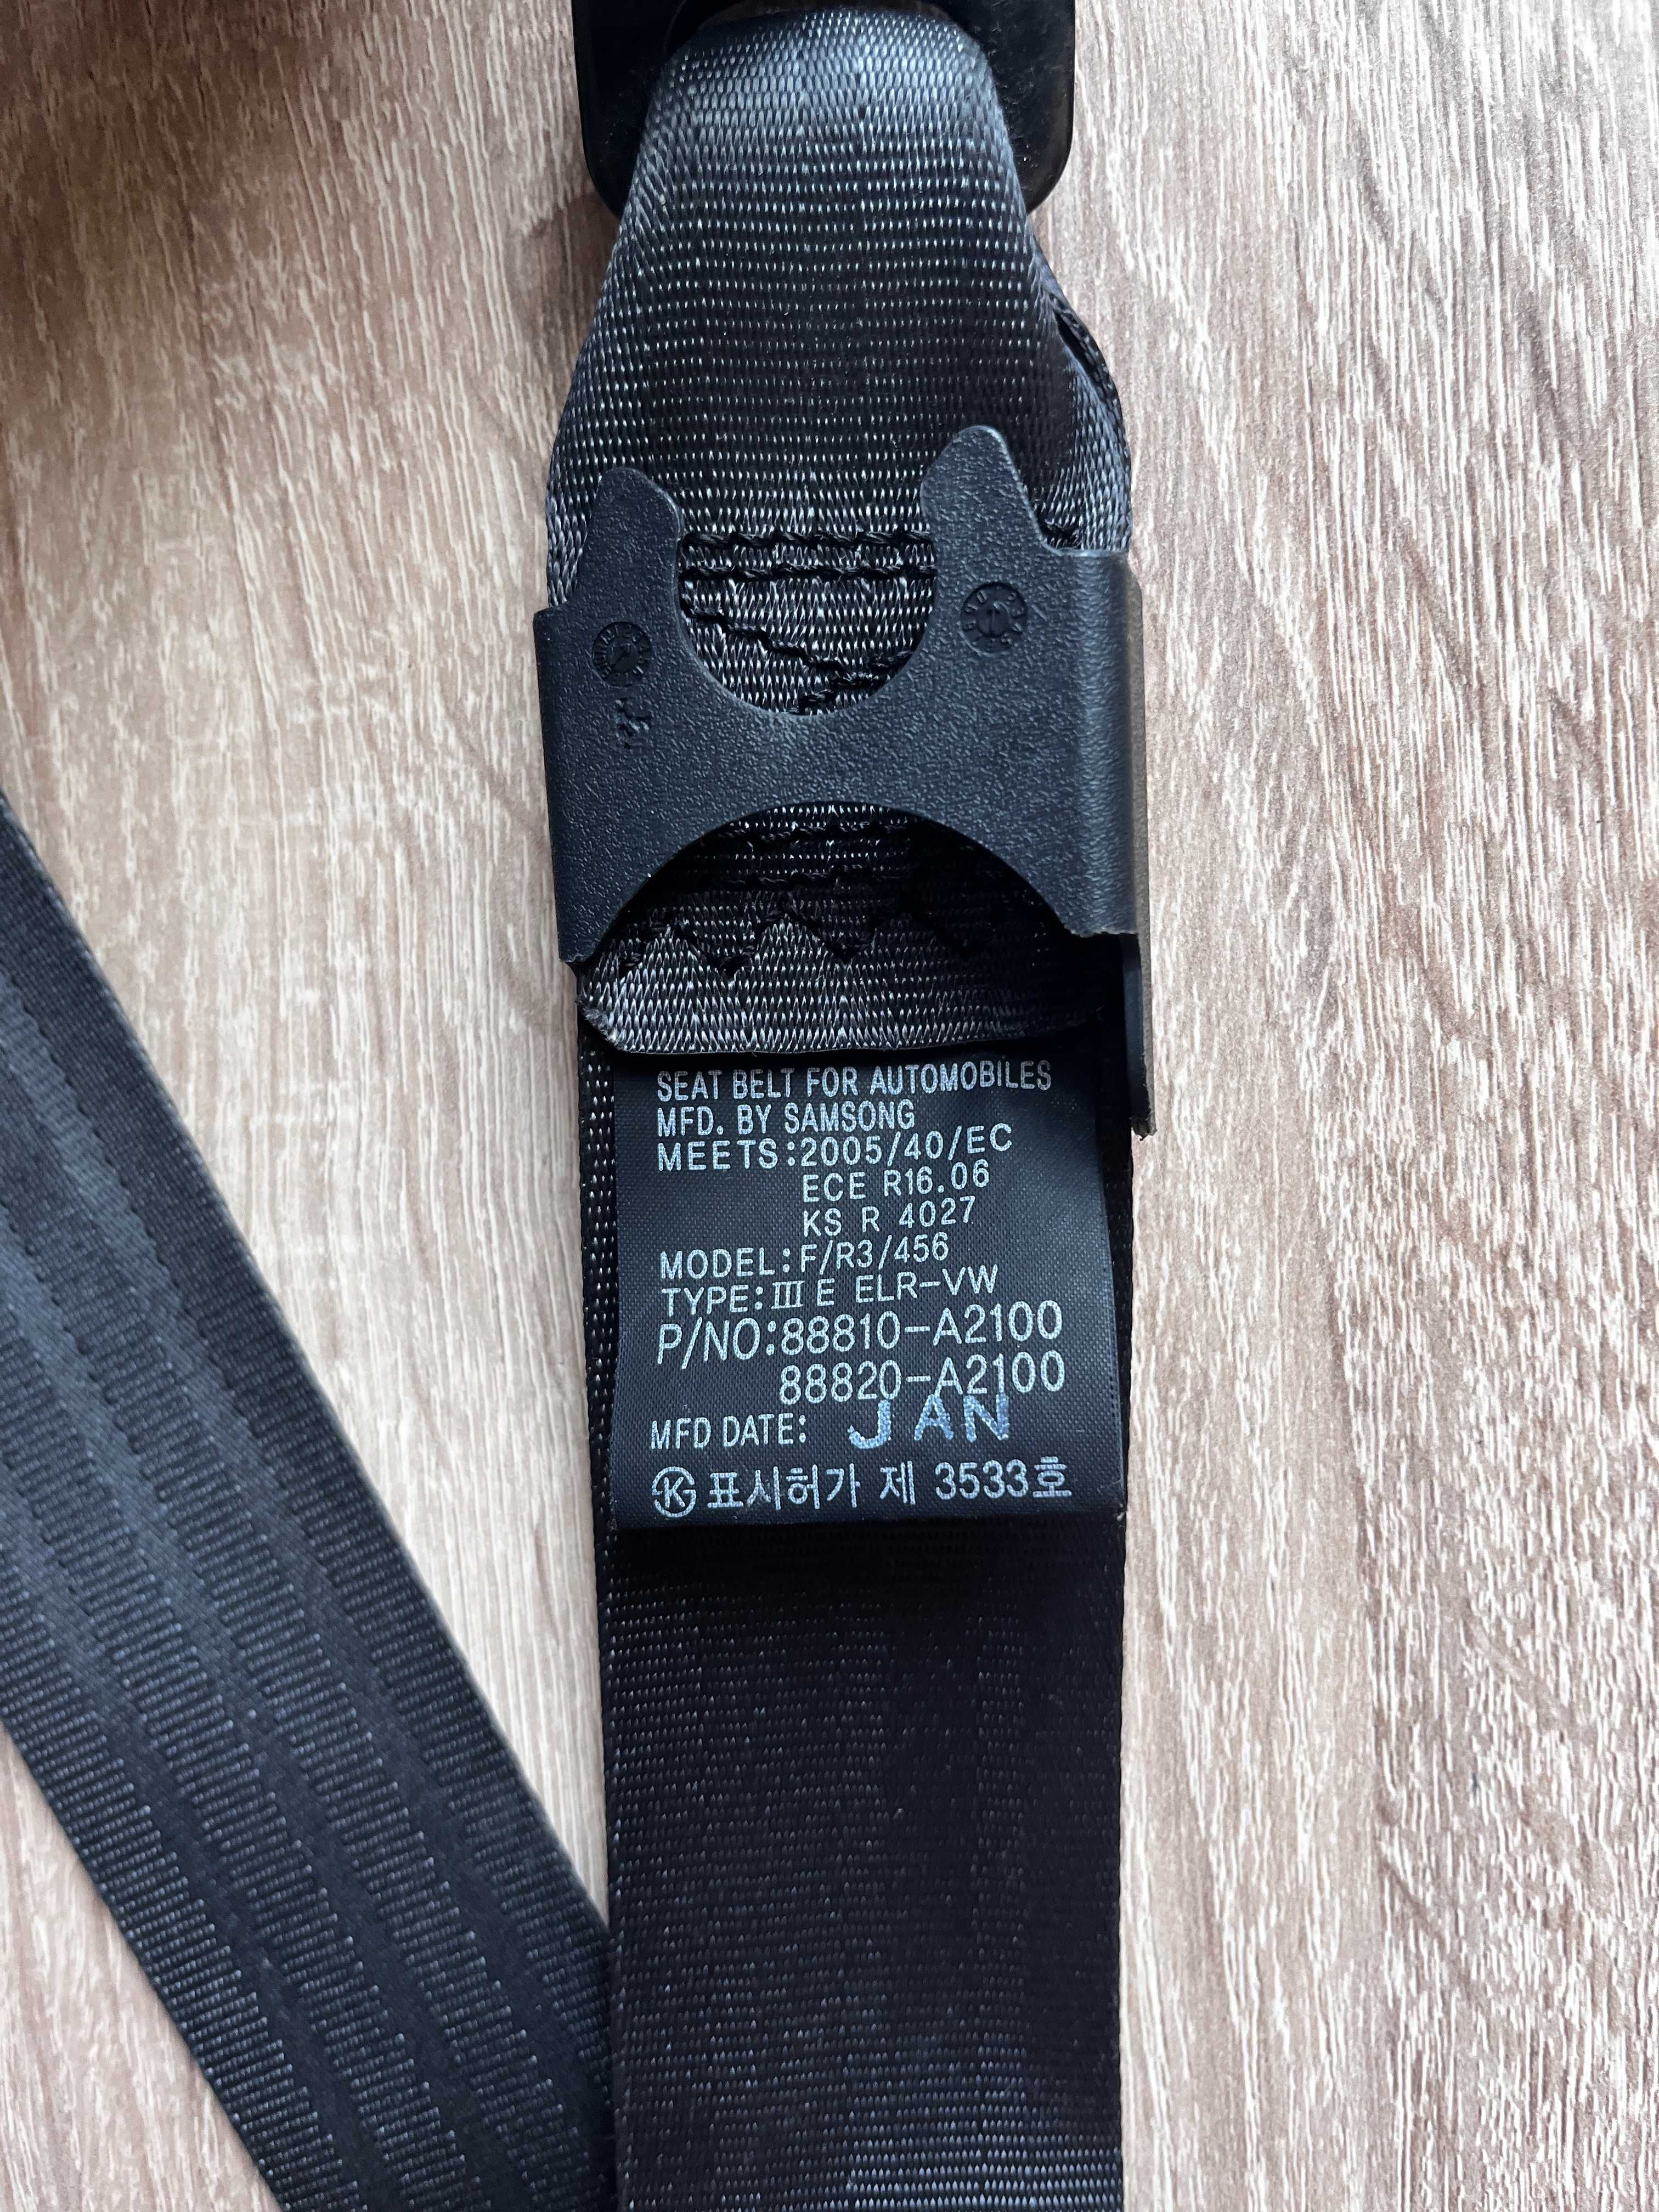 SEAT BELT FOR AUTOMOBILES
MFD. BY SAMSONG
MEETS:2005/40/EC
ECE R16.06
KS R 4027
MODEL:F/R3/456
TYPE:Ⅲ E ELR-VW
P/NO:88810-A2100
88820-A2100
MFD DATE: JAN
K 표시허가 제 3533호